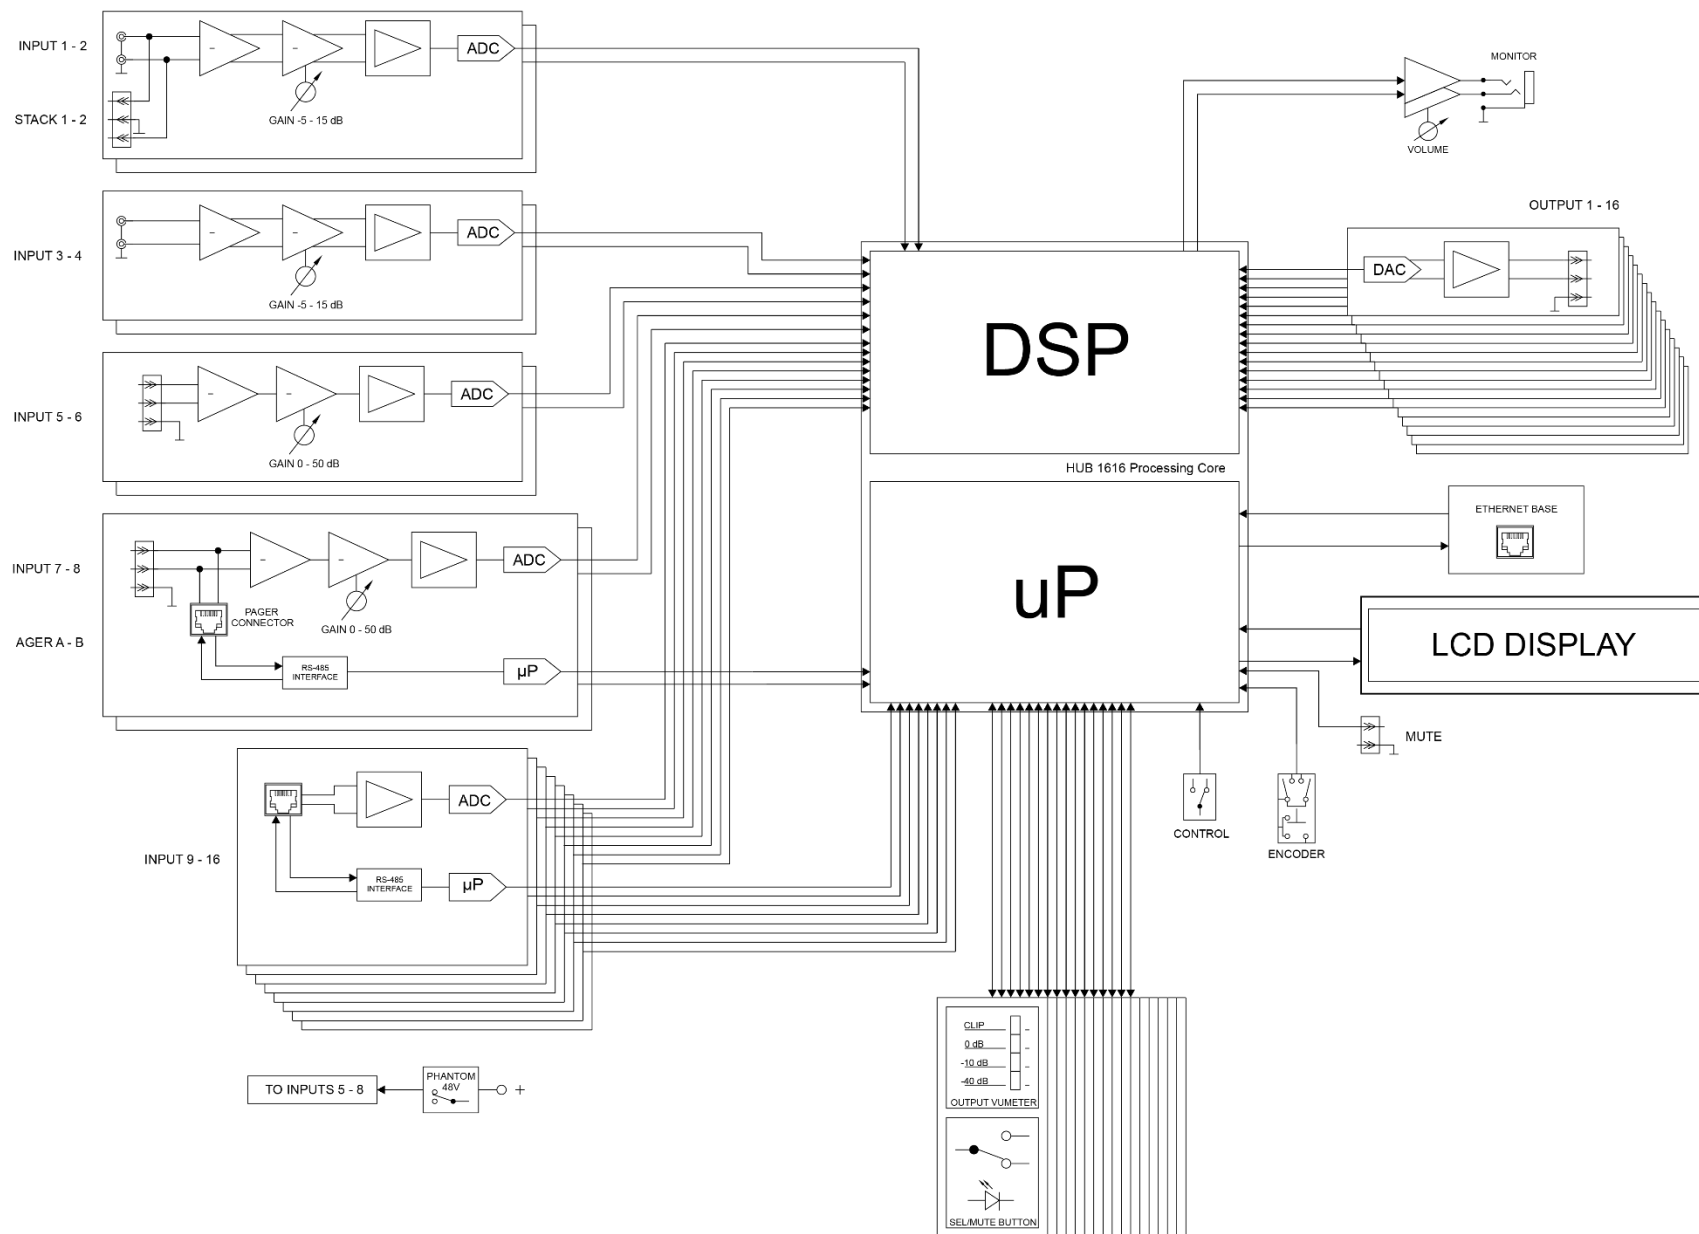 INPUT 1 - 2
ADC
GAIN -5 - 15 dB
STACK 1 - 2
MONITOR
VOLUME
INPUT 3 - 4
ADC
GAIN -5 - 15 dB
OUTPUT 1 - 16
DAC
DSP
HUB 1616 Processing Core
INPUT 5 - 6
ADC
GAIN 0 - 50 dB
INPUT 7 - 8
ADC
PAGER
CONNECTOR
GAIN 0 - 50 dB
AGER A - B
RS-485
INTERFACE
µP
uP
ETHERNET BASE
LCD DISPLAY
MUTE
CONTROL
ENCODER
INPUT 9 - 16
ADC
RS-485
INTERFACE
µP
TO INPUTS 5 - 8
PHANTOM
48V
+
CLIP
0 dB
-10 dB
-40 dB
OUTPUT VUMETER
SEL/MUTE BUTTON